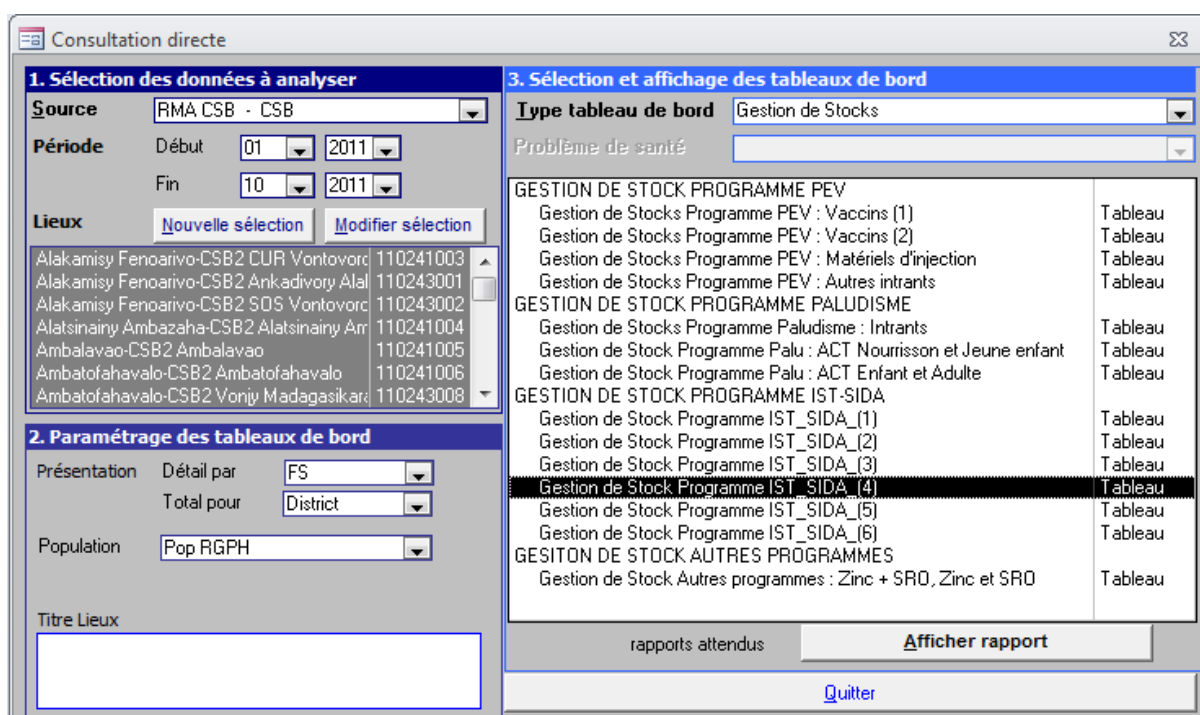 Consultation directe
1. Sélection des données à analyser
Source RMA CSB - CSB
Période Début 01 2011
Fin 10 2011
Lieux Nouvelle sélection Modifier sélection
Alakamisy Fenoarivo-CSB2 CUR Vontovorc 110241003
Alakamisy Fenoarivo-CSB2 Ankadivory Alal 110243001
Alakamisy Fenoarivo-CSB2 SOS Vontovorc 110243002
Alatsinainy Ambazaha-CSB2 Alatsinainy Am 110241004
Ambalavao-CSB2 Ambalavao 110241005
Ambatofahavalo-CSB2 Ambatofahavalo 110241006
Ambatofahavalo-CSB2 Vonjy Madagasikara 110243008
2. Paramétrage des tableaux de bord
Présentation Détail par FS
Total pour District
Population Pop RGPH
Titre Lieux
3. Sélection et affichage des tableaux de bord
Type tableau de bord Gestion de Stocks
Problème de santé
GESTION DE STOCK PROGRAMME PEV
Gestion de Stocks Programme PEV : Vaccins (1) Tableau
Gestion de Stocks Programme PEV : Vaccins (2) Tableau
Gestion de Stocks Programme PEV : Matériels d'injection Tableau
Gestion de Stocks Programme PEV : Autres intrants Tableau
GESTION DE STOCK PROGRAMME PALUDISME
Gestion de Stocks Programme Paludisme : Intrants Tableau
Gestion de Stock Programme Palu : ACT Nourrisson et Jeune enfant Tableau
Gestion de Stock Programme Palu : ACT Enfant et Adulte Tableau
GESTION DE STOCK PROGRAMME IST-SIDA
Gestion de Stock Programme IST_SIDA_(1) Tableau
Gestion de Stock Programme IST_SIDA_(2) Tableau
Gestion de Stock Programme IST_SIDA_(3) Tableau
Gestion de Stock Programme IST_SIDA_(4) Tableau
Gestion de Stock Programme IST_SIDA_(5) Tableau
Gestion de Stock Programme IST_SIDA_(6) Tableau
GESITON DE STOCK AUTRES PROGRAMMES
Gestion de Stock Autres programmes : Zinc + SRO, Zinc et SRO Tableau
rapports attendus Afficher rapport
Quitter